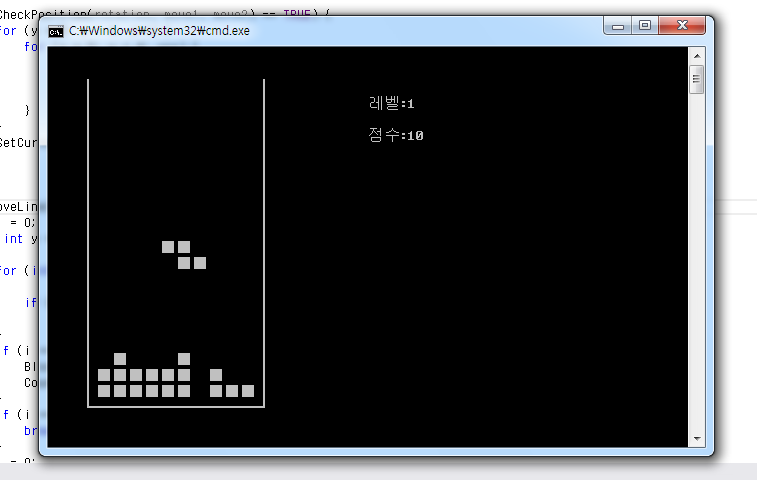 CheckPosition(rotation, move1, move2) == TRUE) {
for (y
C:₩Windows₩system32₩cmd.exe
for
레벨:1
}
점수:10
SetCur
oveLin
= 0;
int y
for (i
if
f (i
Bl
Co
f (i
br
= 0;